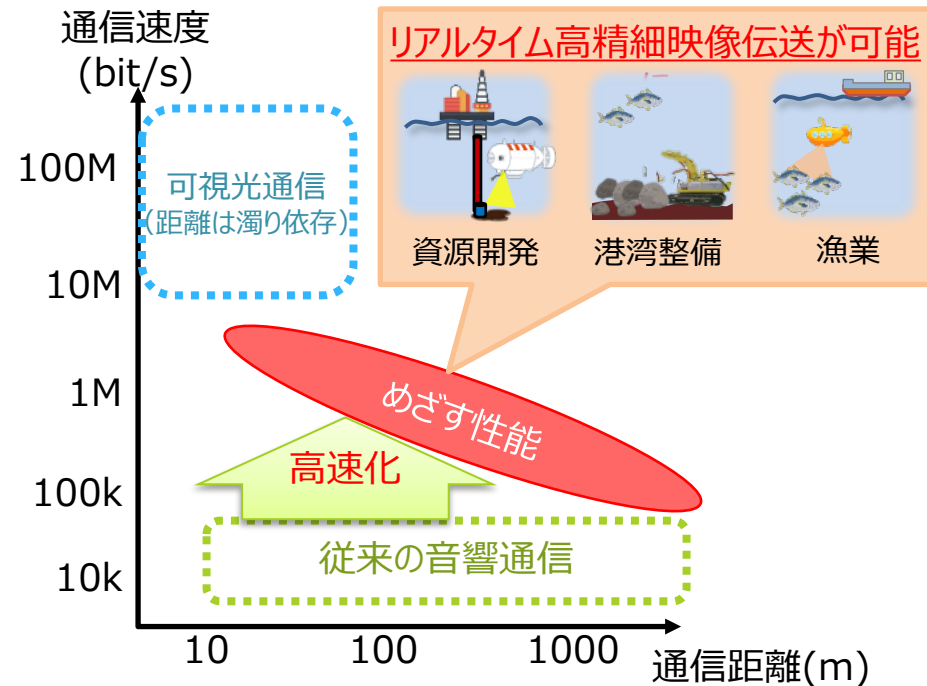 通信速度
(bit/s)
リアルタイム高精細映像伝送が可能
資源開発
港湾整備
漁業
100M
可視光通信
(距離は濁り依存)
10M
1M
めざす性能
高速化
100k
従来の音響通信
10k
10
100
1000
通信距離(m)